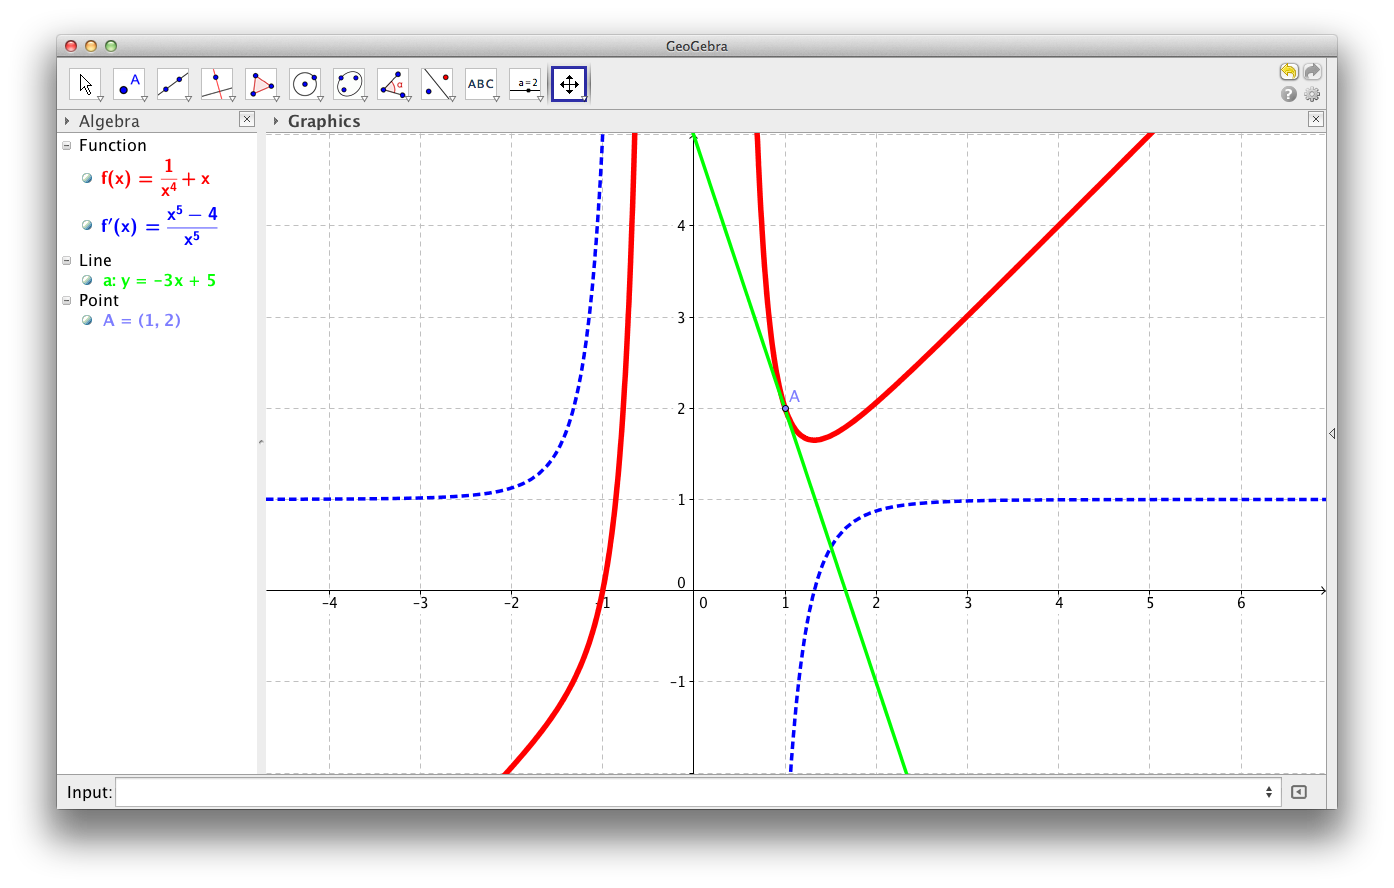 GeoGebra
A ABC a=2
Algebra
Graphics
Function
f(x) = 1/x⁴ + x
f′(x) = (x⁵ − 4)/x⁵
Line
a: y = −3x + 5
Point
A = (1, 2)
4
3
2
A
1
0
−4 −3 −2 −1 0 1 2 3 4 5 6
−1
Input: